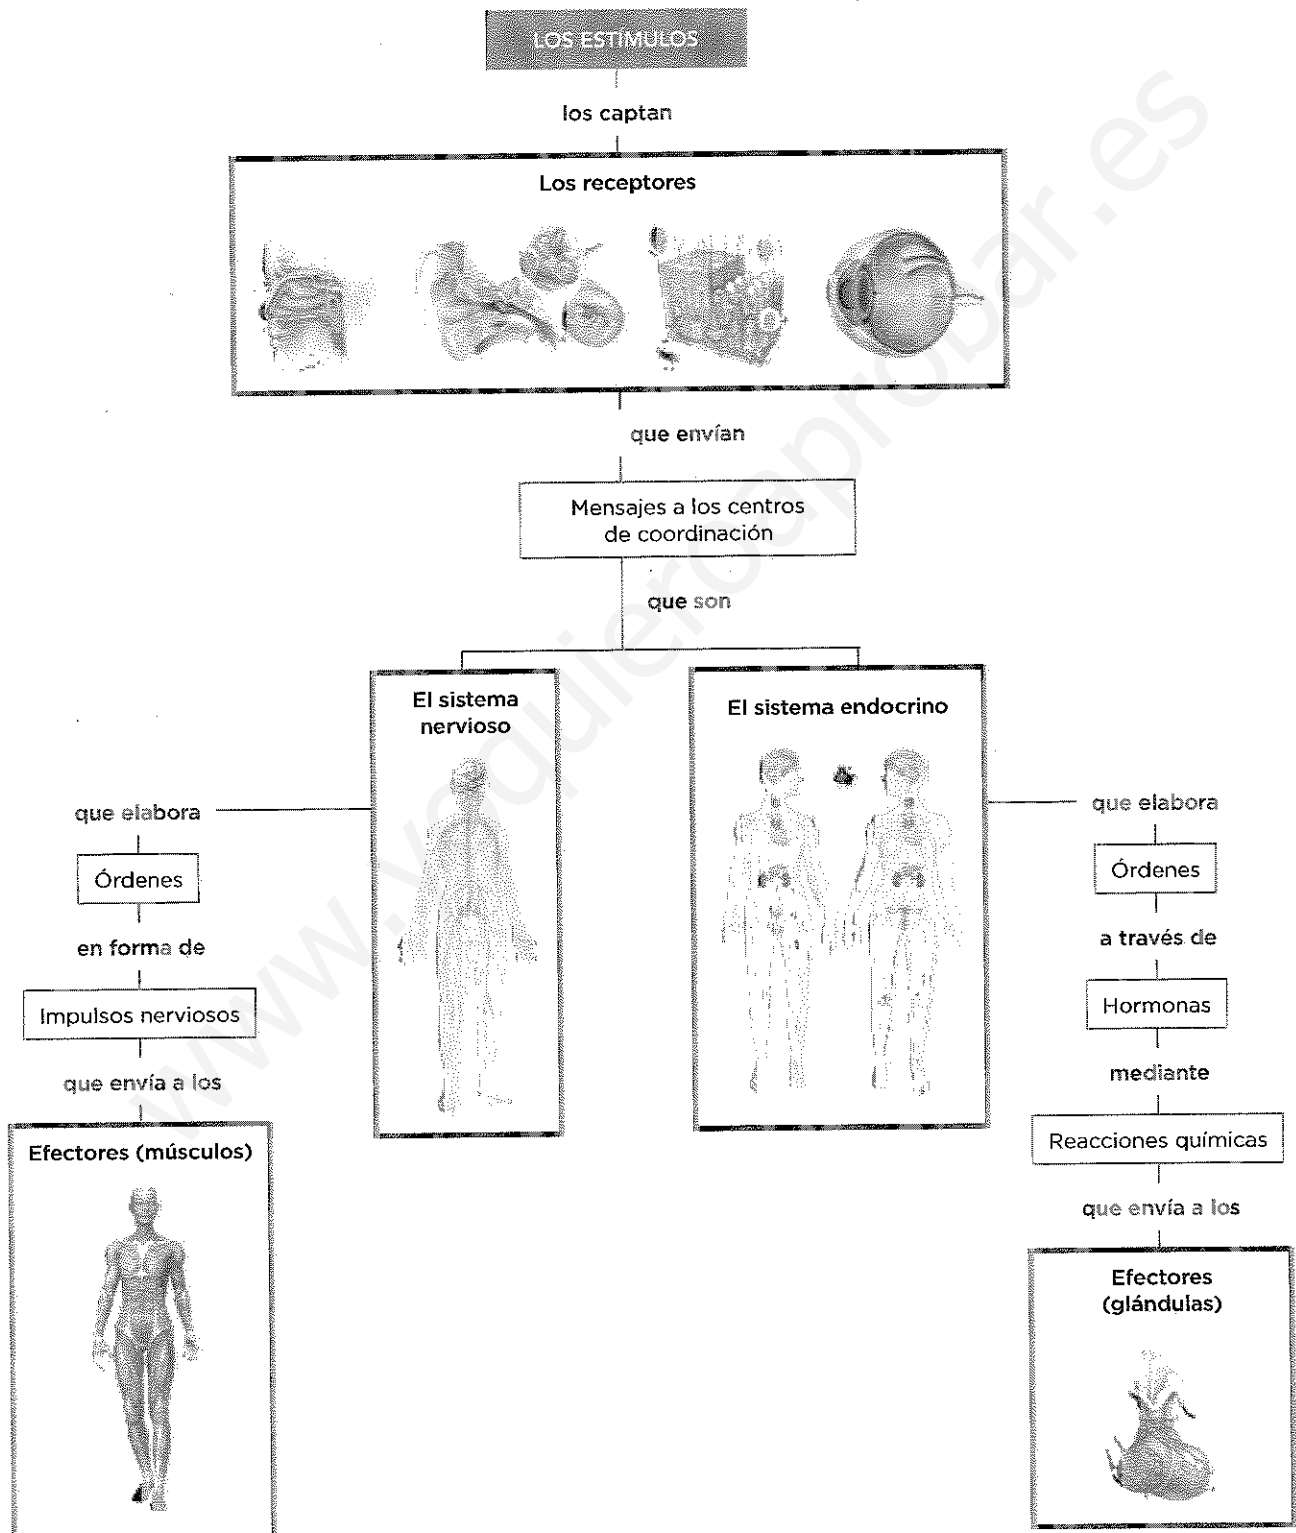 LOS ESTÍMULOS
los captan
Los receptores
que envían
Mensajes a los centros
de coordinación
que son
El sistema
nervioso
El sistema endocrino
que elabora
Órdenes
en forma de
Impulsos nerviosos
que envía a los
Efectores (músculos)
que elabora
Órdenes
a través de
Hormonas
mediante
Reacciones químicas
que envía a los
Efectores
(glándulas)
www.yoquieroaprobar.es